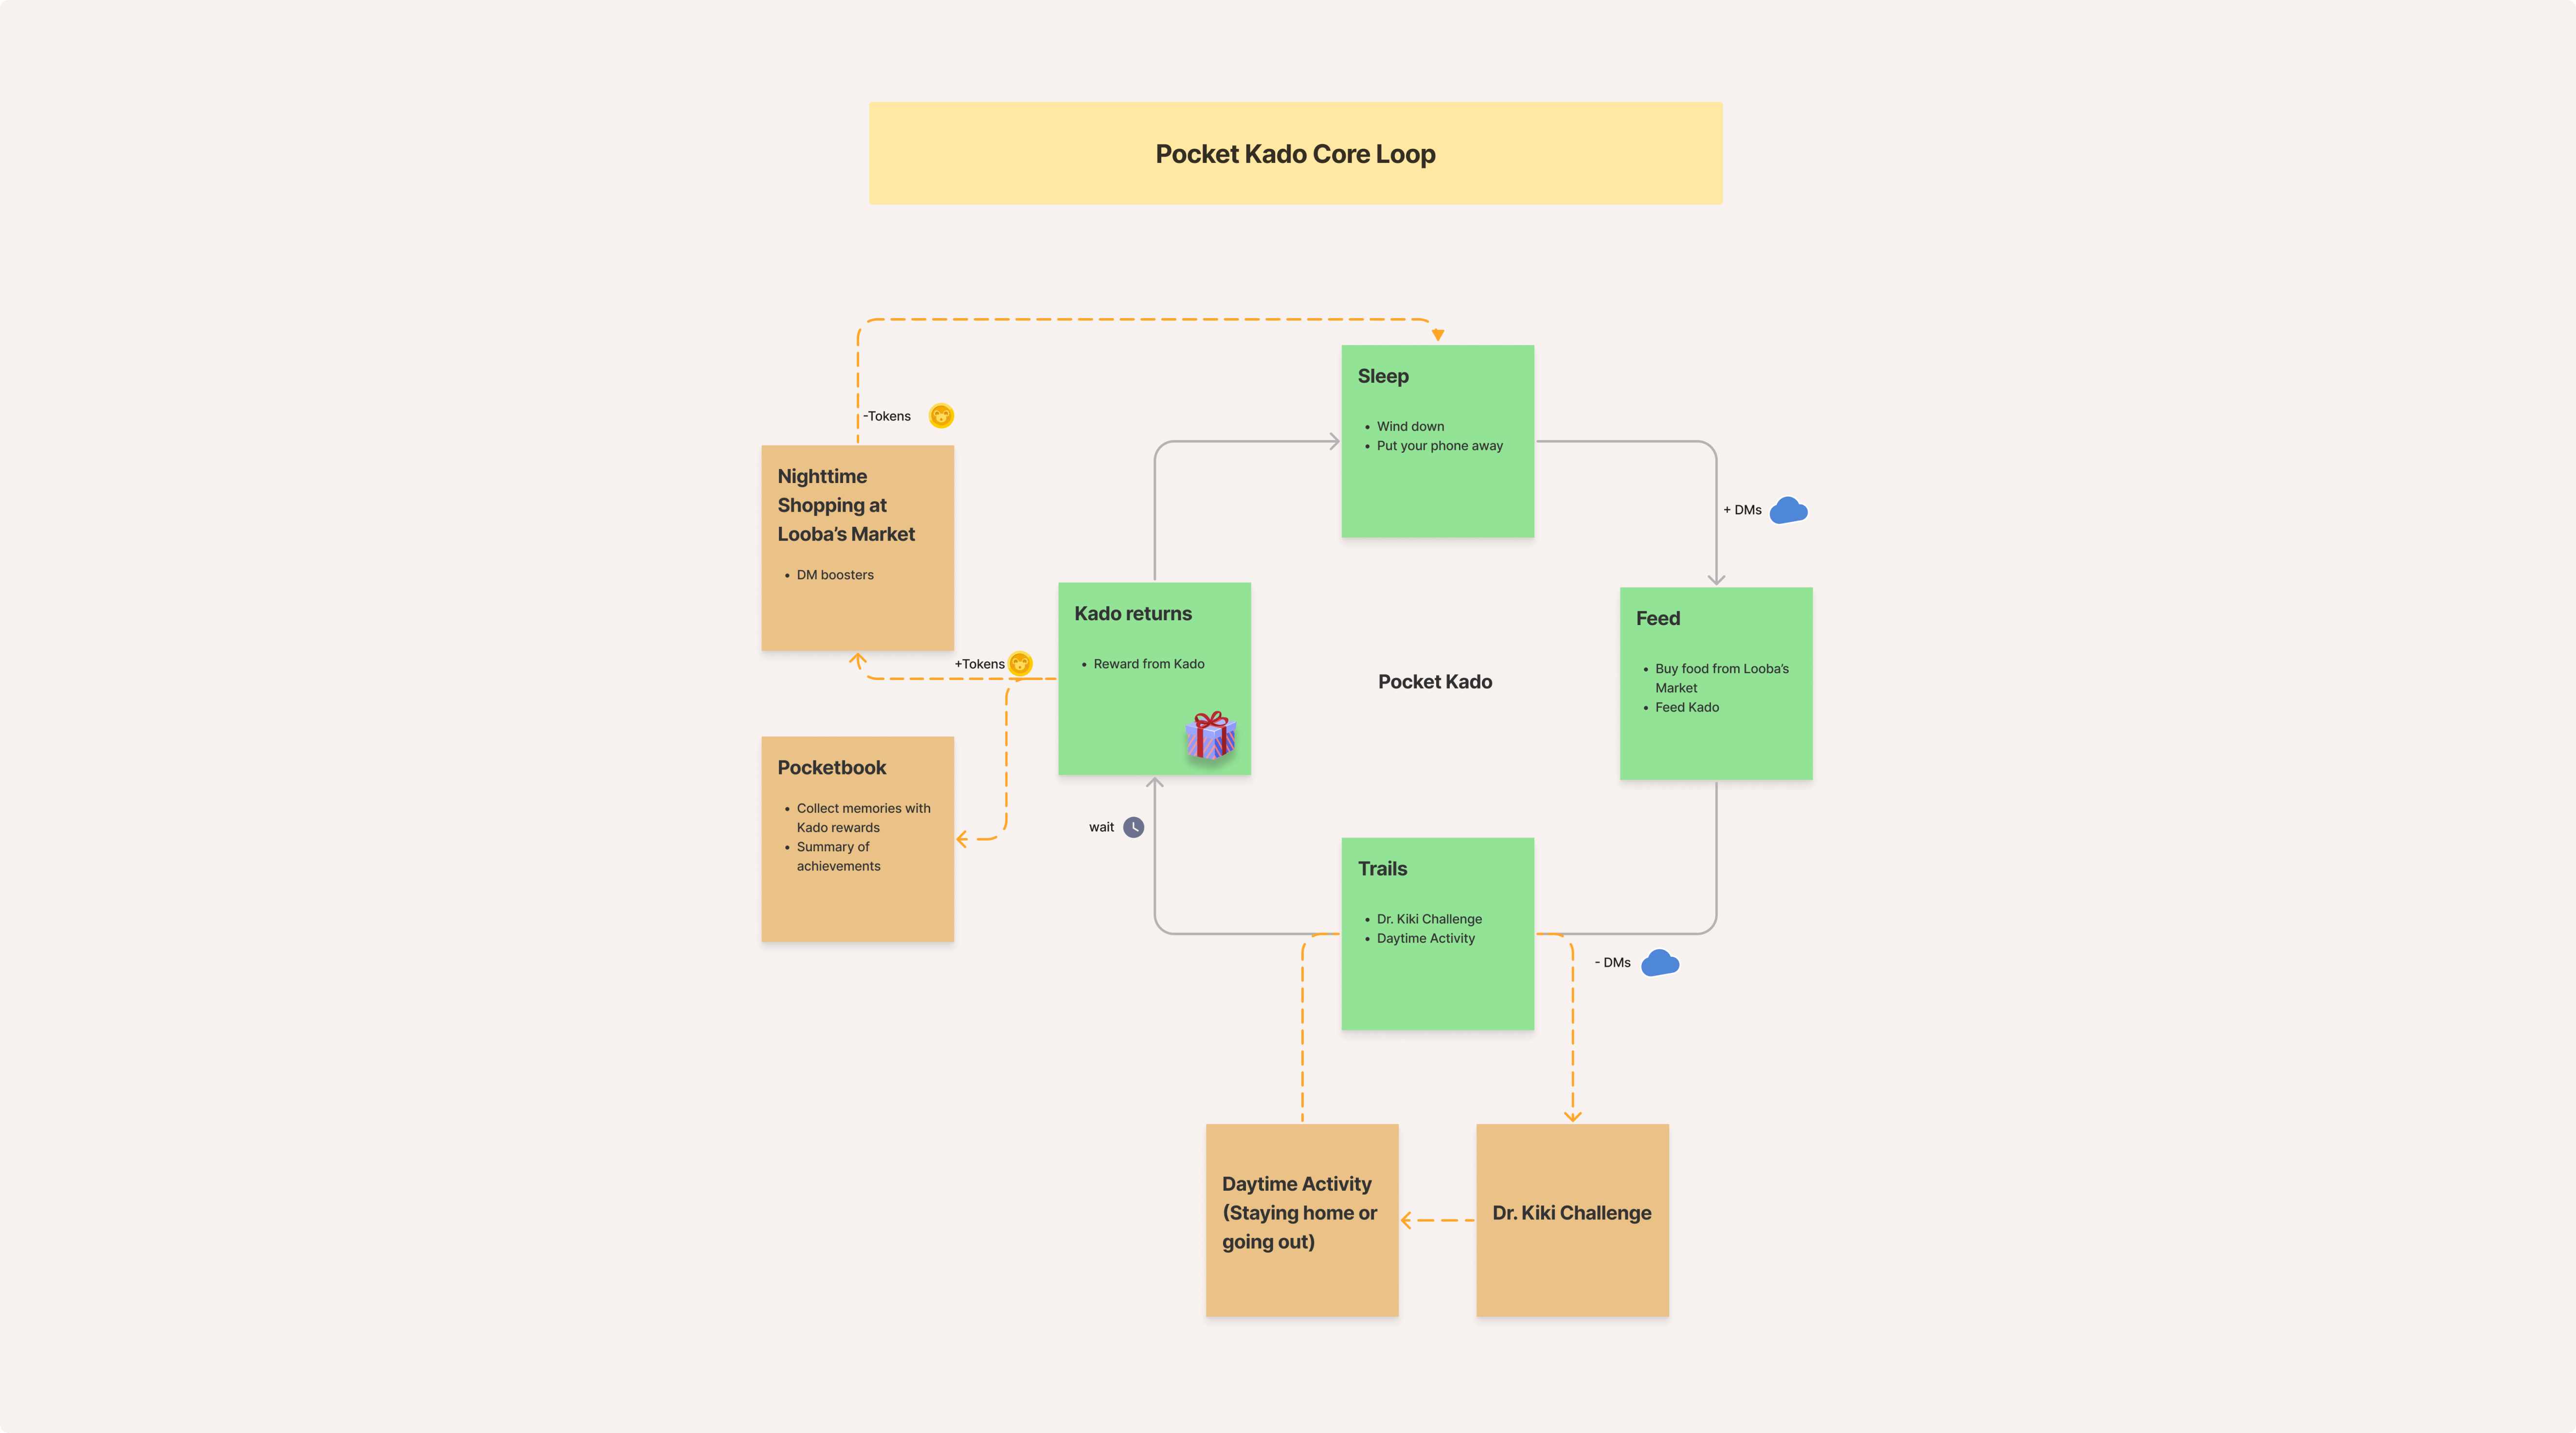 Pocket Kado Core Loop
-Tokens
Nighttime
Shopping at
Looba’s Market
• DM boosters
Sleep
• Wind down
• Put your phone away
+ DMs
Kado returns
• Reward from Kado
+Tokens
Pocket Kado
Feed
• Buy food from Looba’s
Market
• Feed Kado
Pocketbook
• Collect memories with
Kado rewards
• Summary of
achievements
wait
Trails
• Dr. Kiki Challenge
• Daytime Activity
- DMs
Daytime Activity
(Staying home or
going out)
Dr. Kiki Challenge